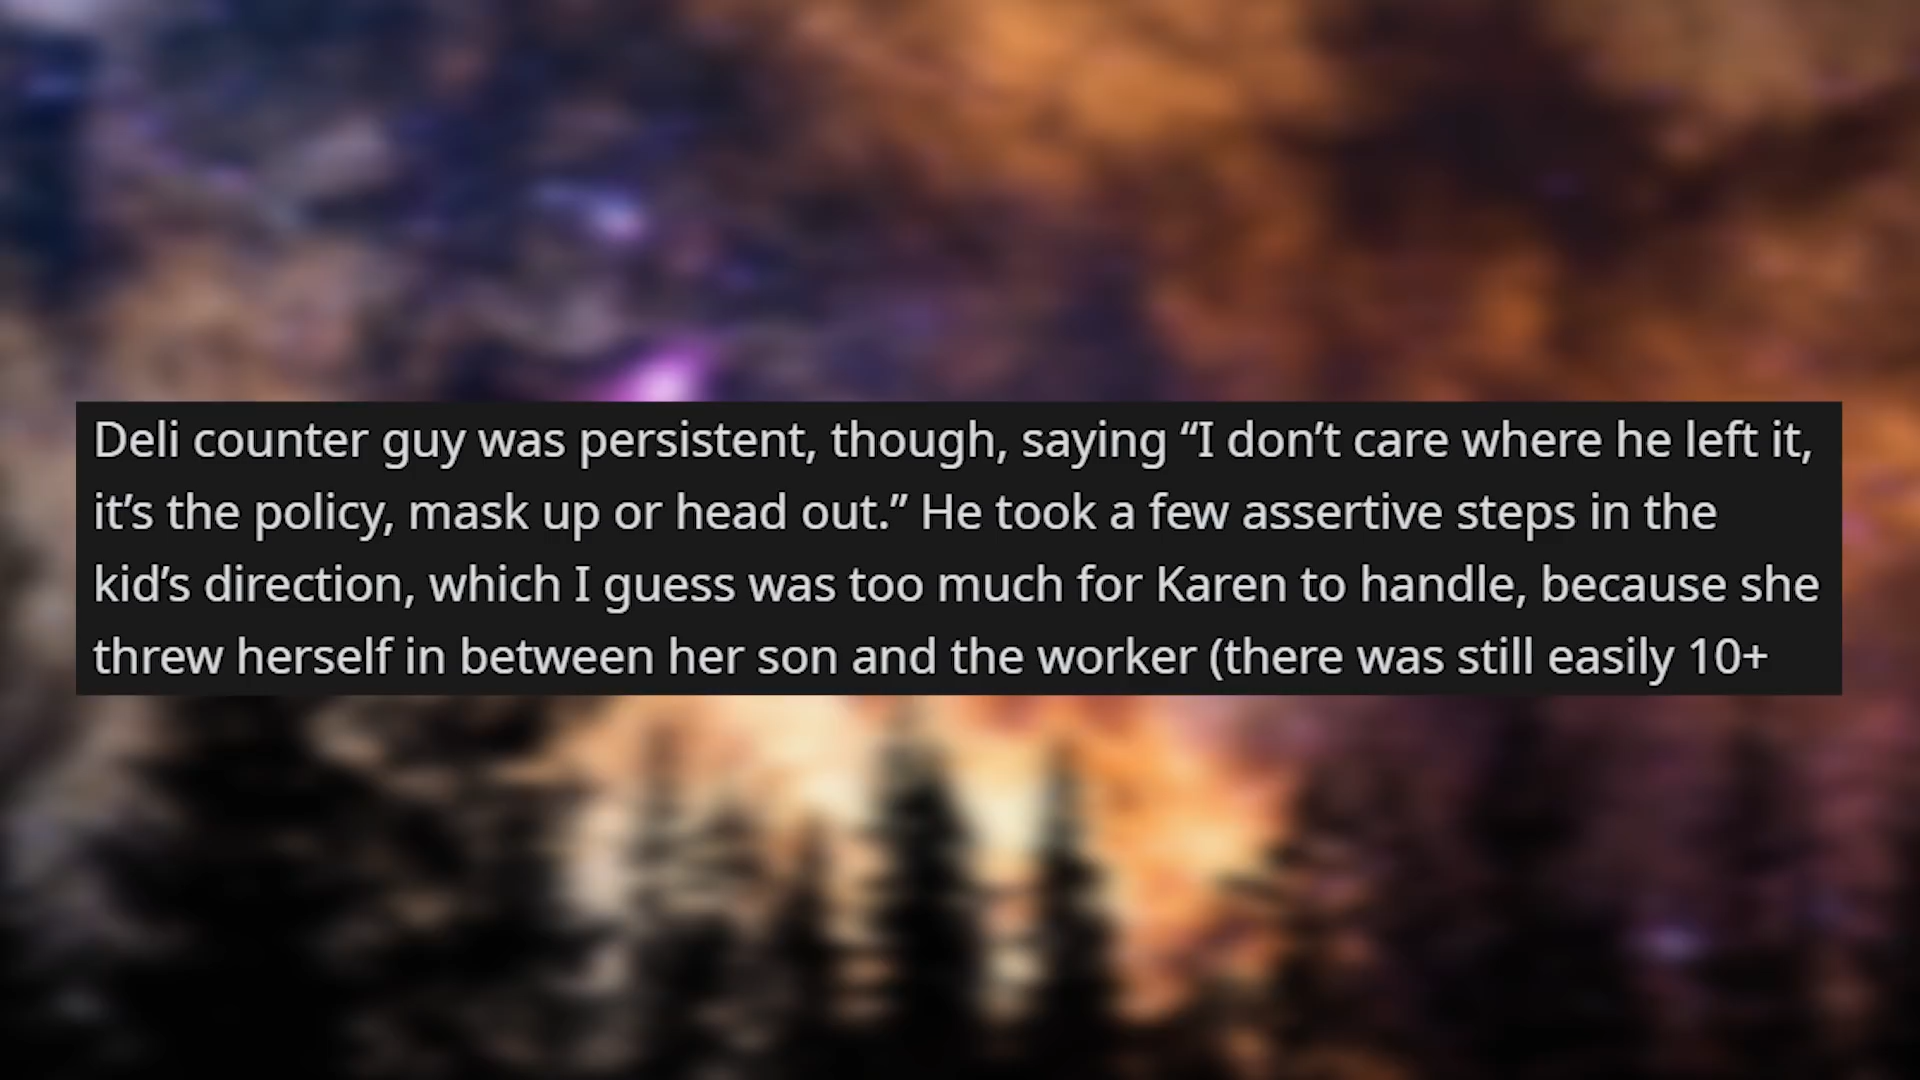 Deli counter guy was persistent, though, saying “I don’t care where he left it,
it’s the policy, mask up or head out.” He took a few assertive steps in the
kid’s direction, which I guess was too much for Karen to handle, because she
threw herself in between her son and the worker (there was still easily 10+